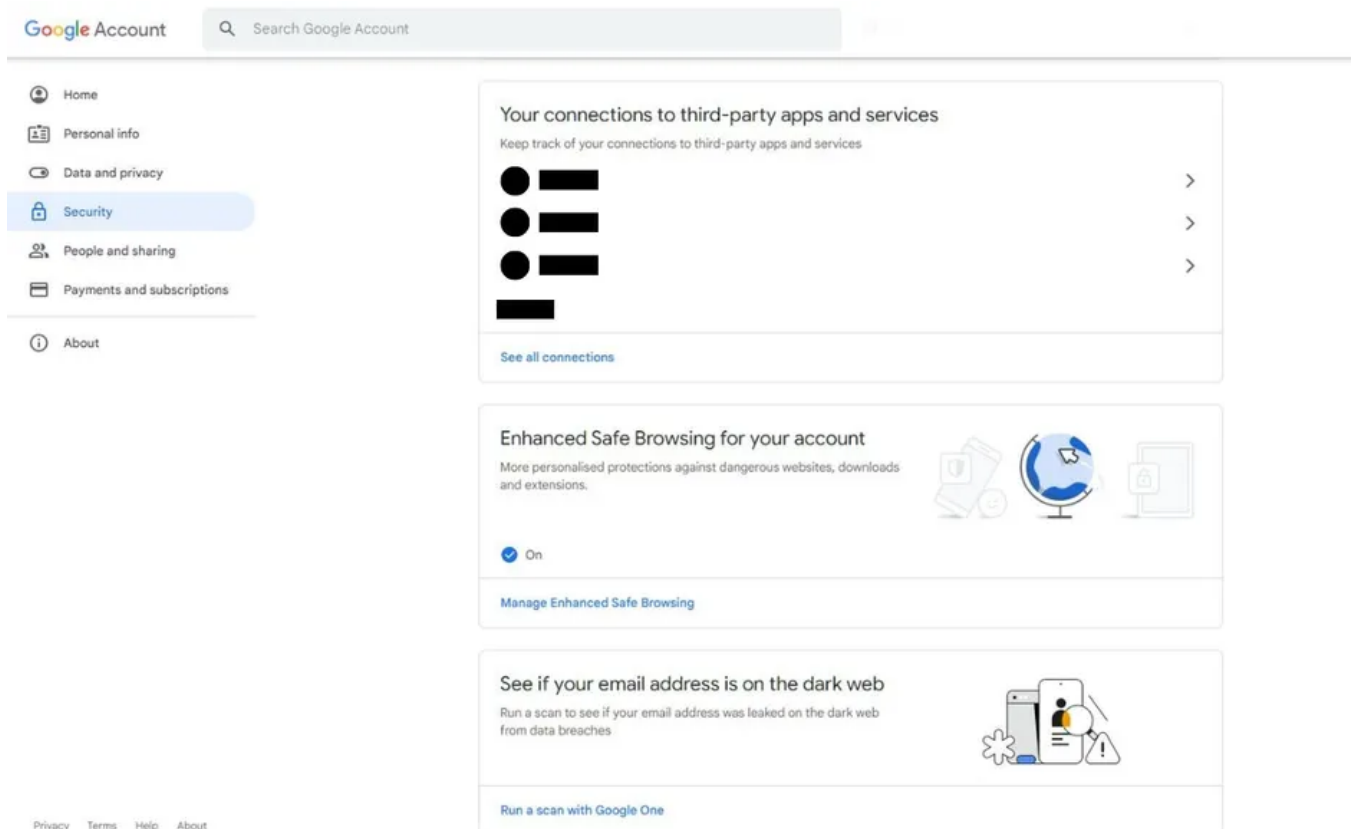 Google Account
Search Google Account
Home
Personal info
Data and privacy
Security
People and sharing
Payments and subscriptions
About
Your connections to third-party apps and services
Keep track of your connections to third-party apps and services
See all connections
Enhanced Safe Browsing for your account
More personalised protections against dangerous websites, downloads
and extensions.
On
Manage Enhanced Safe Browsing
See if your email address is on the dark web
Run a scan to see if your email address was leaked on the dark web
from data breaches
Run a scan with Google One
Privacy Terms Help About